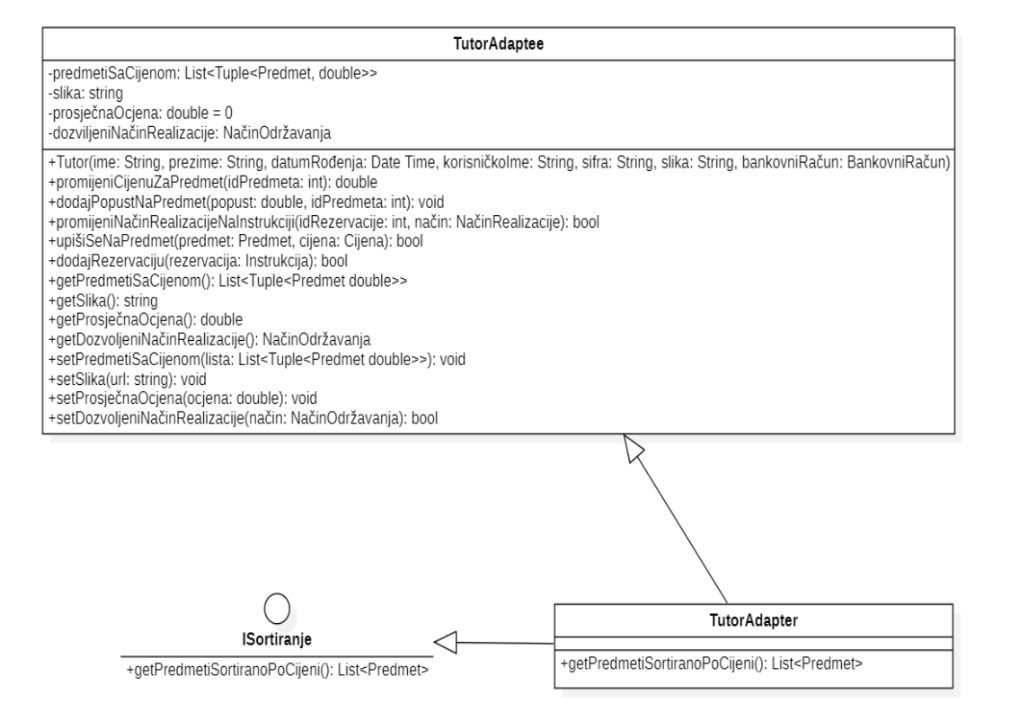 TutorAdaptee
-predmetiSaCijenom: List<Tuple<Predmet, double>>
-slika: string
-prosječnaOcjena: double = 0
-dozviljeniNačinRealizacije: NačinOdržavanja
+Tutor(ime: String, prezime: String, datumRođenja: Date Time, korisničkoIme: String, sifra: String, slika: String, bankovniRačun: BankovniRačun)
+promijeniCijenuZaPredmet(idPredmeta: int): double
+dodajPopustNaPredmet(popust: double, idPredmeta: int): void
+promijeniNačinRealizacijeNaInstrukciji(idRezervacije: int, način: NačinRealizacije): bool
+upišiSeNaPredmet(predmet: Predmet, cijena: Cijena): bool
+dodajRezervaciju(rezervacija: Instrukcija): bool
+getPredmetiSaCijenom(): List<Tuple<Predmet double>>
+getSlika(): string
+getProsječnaOcjena(): double
+getDozvoljeniNačinRealizacije(): NačinOdržavanja
+setPredmetiSaCijenom(lista: List<Tuple<Predmet double>>): void
+setSlika(url: string): void
+setProsječnaOcjena(ocjena: double): void
+setDozvoljeniNačinRealizacije(način: NačinOdržavanja): bool
ISortiranje
+getPredmetiSortiranoPoCijeni(): List<Predmet>
TutorAdapter
+getPredmetiSortiranoPoCijeni(): List<Predmet>